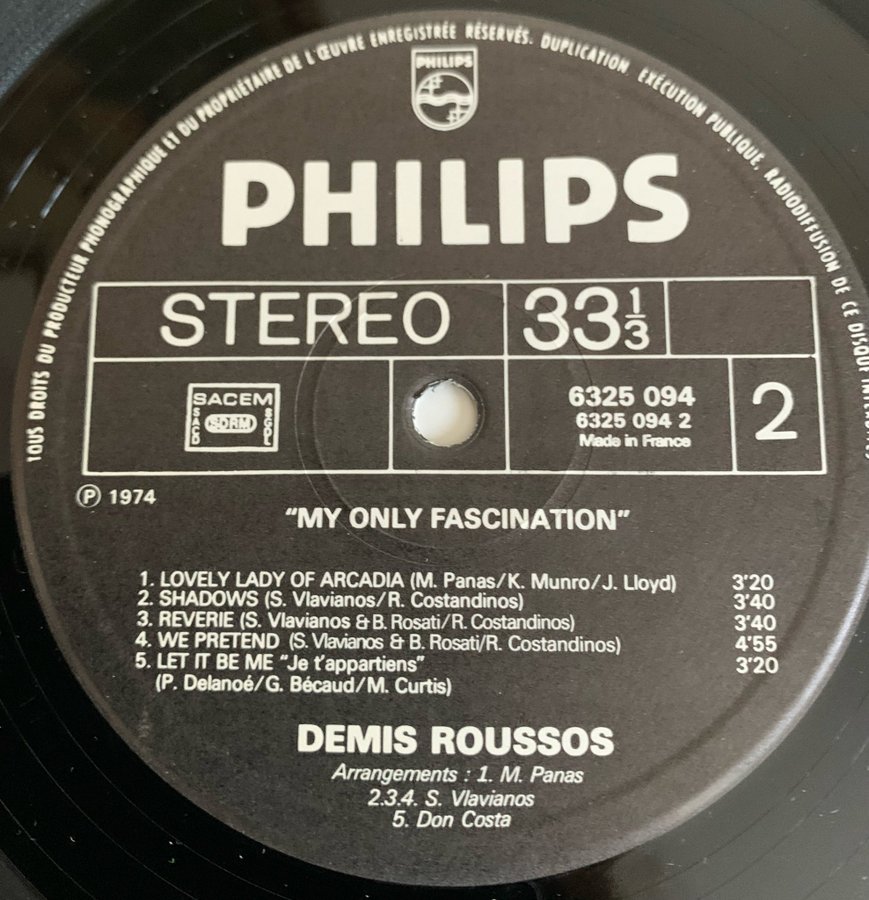 TOUS DROITS DU PRODUCTEUR PHONOGRAPHIQUE ET DU PROPRIÉTAIRE DE L'ŒUVRE ENREGISTRÉE RÉSERVÉS. DUPLICATION, EXÉCUTION PUBLIQUE, RADIODIFFUSION DE CE DISQUE
PHILIPS
PHILIPS
STEREO 33 1/3
SACEM
SACD SDRM SGDL
6325 094
6325 094 2
Made in France
2
Ⓟ 1974
"MY ONLY FASCINATION"
1. LOVELY LADY OF ARCADIA (M. Panas/K. Munro/J. Lloyd) 3'20
2. SHADOWS (S. Vlavianos/R. Costandinos) 3'40
3. REVERIE (S. Vlavianos & B. Rosati/R. Costandinos) 3'40
4. WE PRETEND (S. Vlavianos & B. Rosati/R. Costandinos) 4'55
5. LET IT BE ME "Je t'appartiens" 3'20
(P. Delanoé/G. Bécaud/M. Curtis)
DEMIS ROUSSOS
Arrangements : 1. M. Panas
2.3.4. S. Vlavianos
5. Don Costa